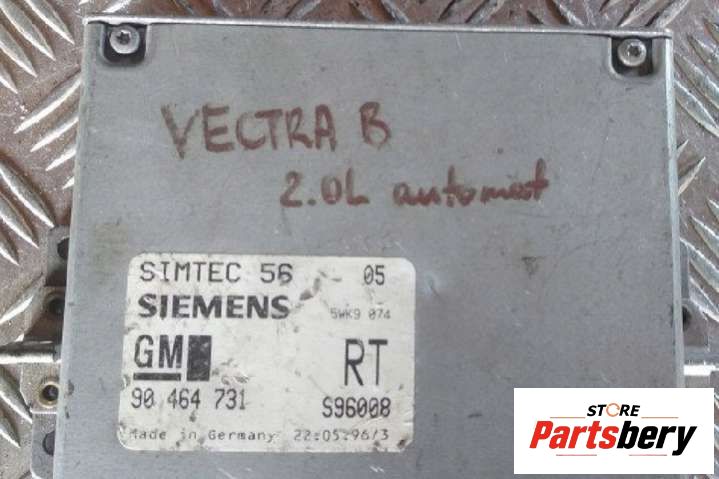 VECTRA B
2.0L automat
SIMTEC 56 05
SIEMENS 5WK9 074
GM RT
90 464 731 S96008
Made in Germany 22.05.96/3
STORE
Partsbery